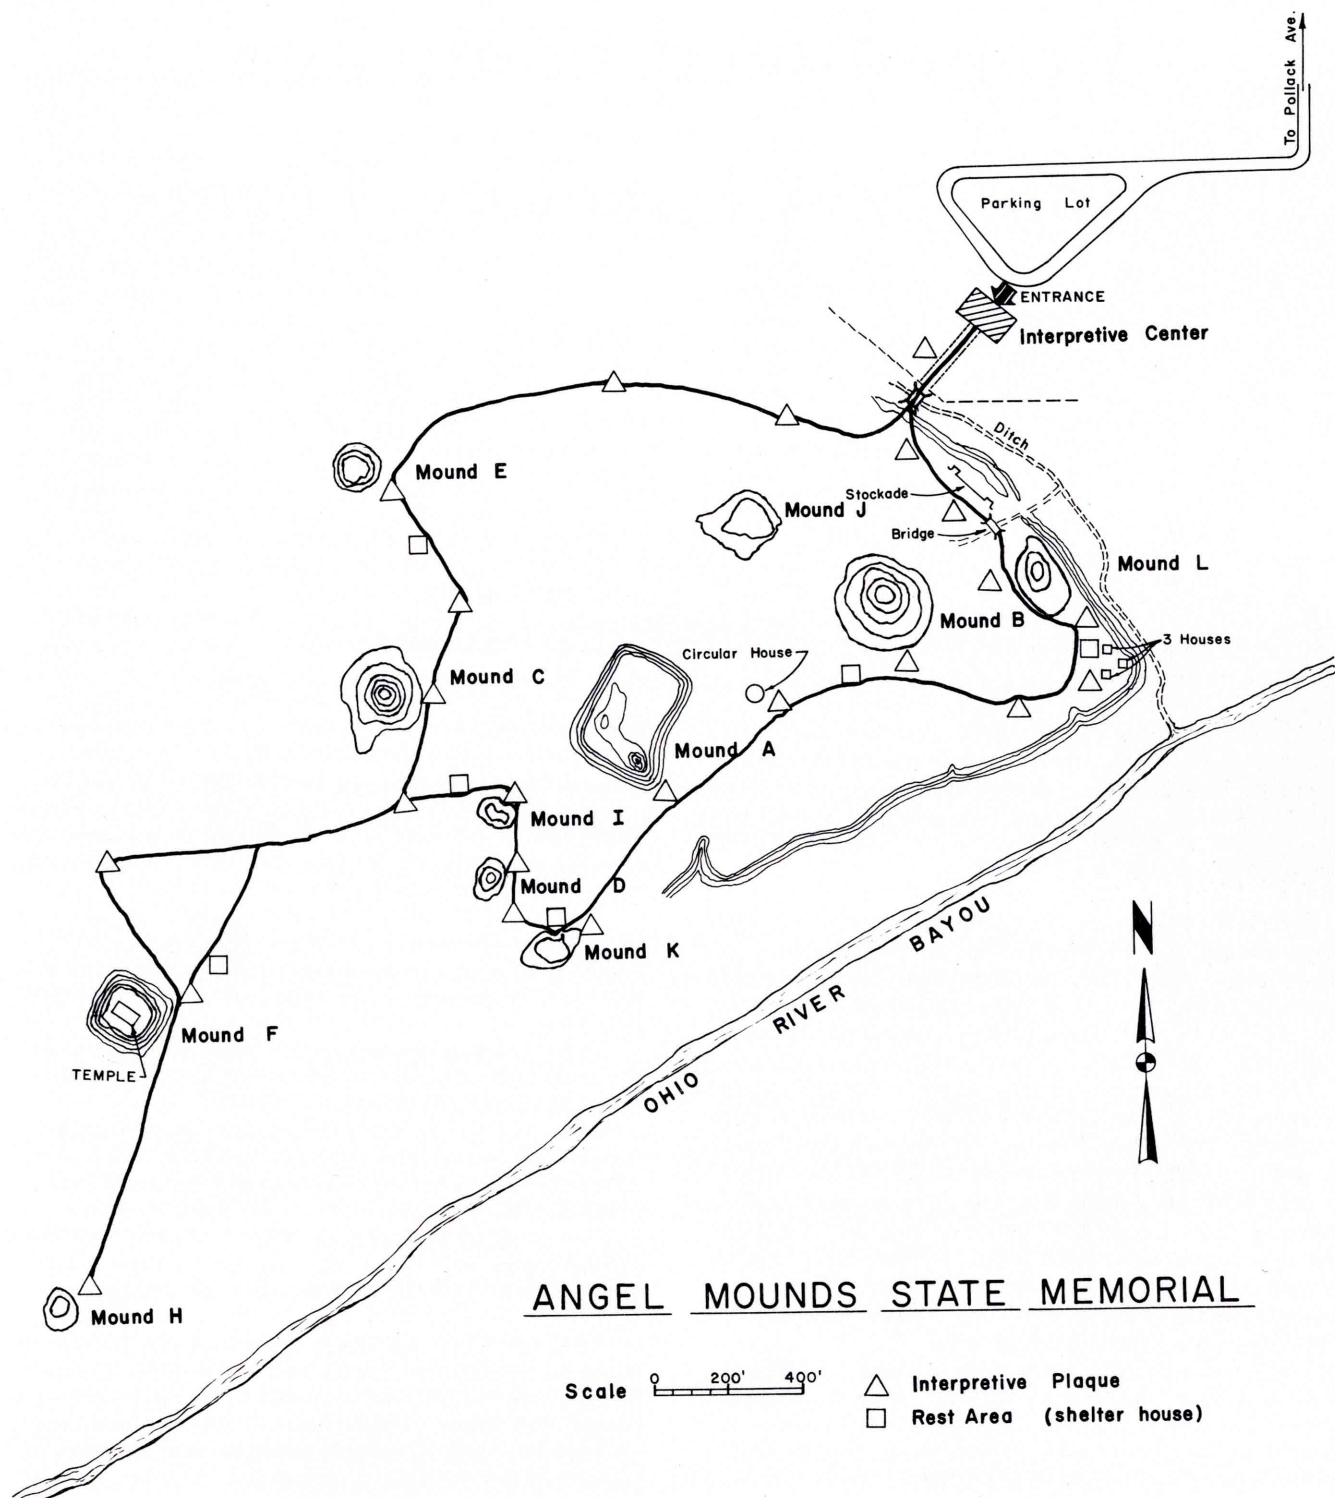 To Pollack Ave.
Parking Lot
ENTRANCE
Interpretive Center
Ditch
Mound E
Stockade
Mound J
Bridge
Mound L
Mound B
3 Houses
Circular House
Mound C
Mound A
Mound I
Mound D
Mound K
N
OHIO RIVER BAYOU
Mound F
TEMPLE
Mound H
ANGEL MOUNDS STATE MEMORIAL
Scale 0 200' 400'
Interpretive Plaque
Rest Area (shelter house)